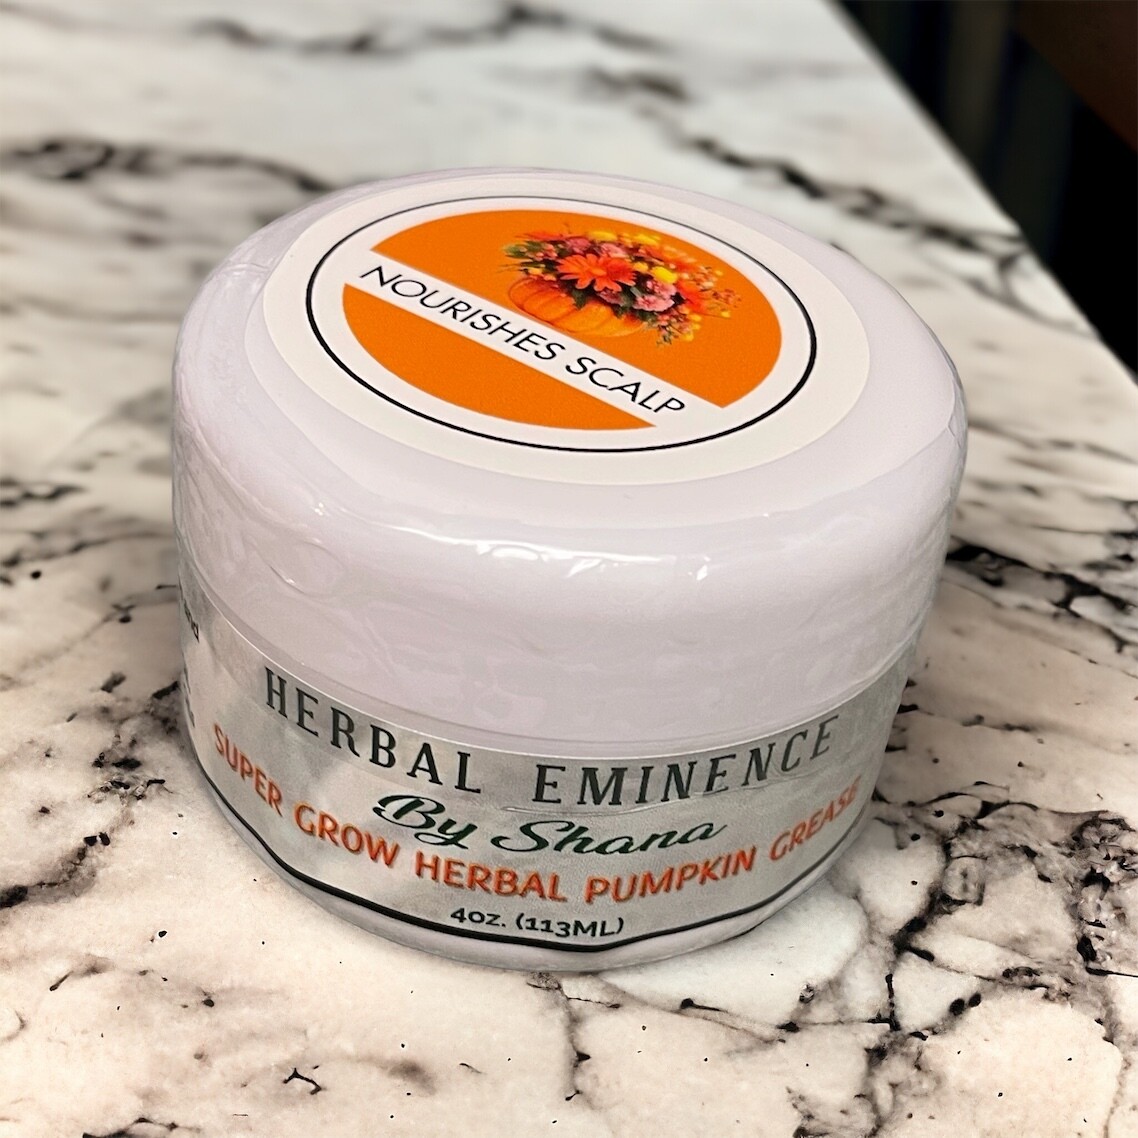 NOURISHES SCALP
HERBAL EMINENCE
By Shana
SUPER GROW HERBAL PUMPKIN GREASE
4OZ. (113ML)